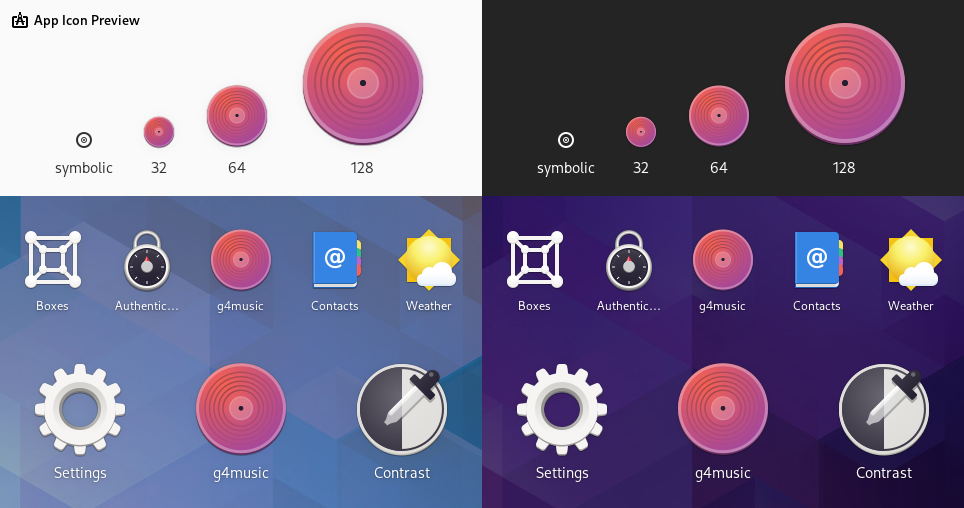 App Icon Preview
symbolic 32 64 128
symbolic 32 64 128
@
Boxes Authentic... g4music Contacts Weather
Settings g4music Contrast
@
Boxes Authentic... g4music Contacts Weather
Settings g4music Contrast